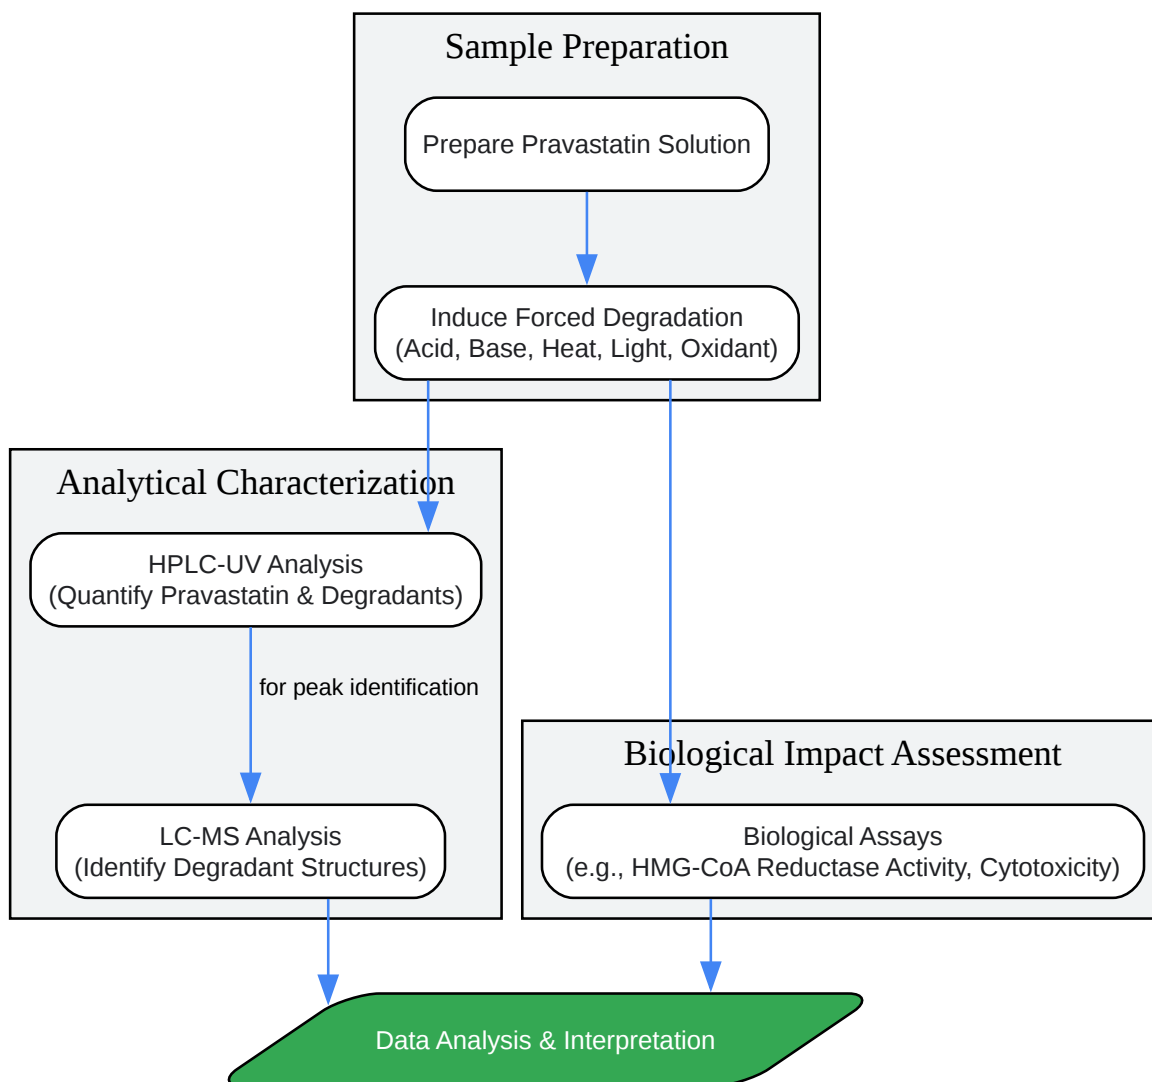 Sample Preparation
Prepare Pravastatin Solution
Induce Forced Degradation
(Acid, Base, Heat, Light, Oxidant)
Analytical Characterization
HPLC-UV Analysis
(Quantify Pravastatin & Degradants)
for peak identification
LC-MS Analysis
(Identify Degradant Structures)
Biological Impact Assessment
Biological Assays
(e.g., HMG-CoA Reductase Activity, Cytotoxicity)
Data Analysis & Interpretation